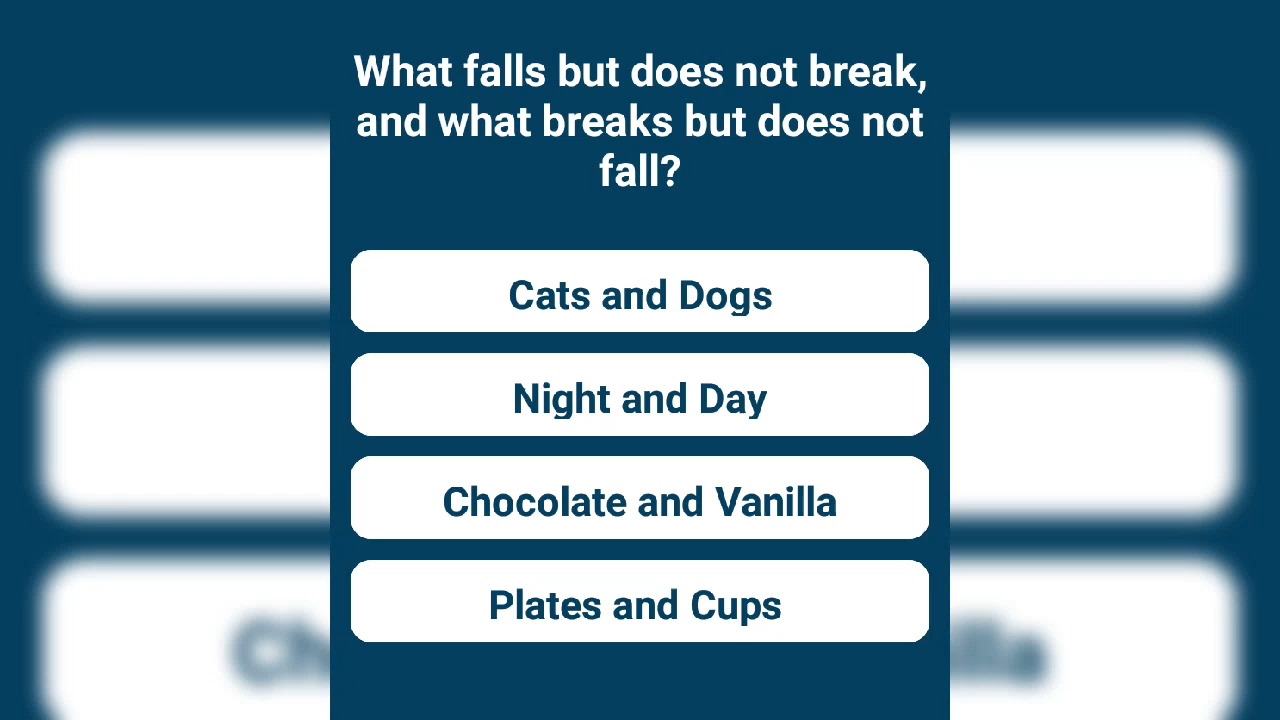 What falls but does not break,
and what breaks but does not
fall?
Cats and Dogs
Night and Day
Chocolate and Vanilla
Plates and Cups